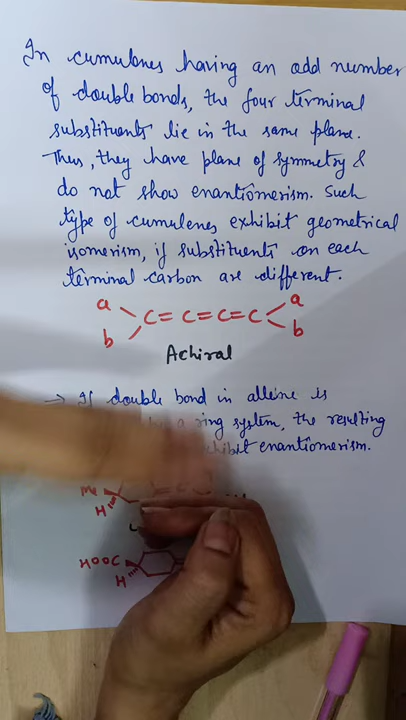 In cumulenes having an odd number
of double bonds, the four terminal
substituents lie in the same plane.
Thus, they have plane of symmetry &
do not show enantiomerism. Such
type of cumulenes exhibit geometrical
isomerism, if substituents on each
terminal carbon are different.
a a
C=C=C=C
b b
Achiral
→ If double bond in allene is
a ring system, the resulting
exhibit enantiomerism.
Me
H
HOOC
H